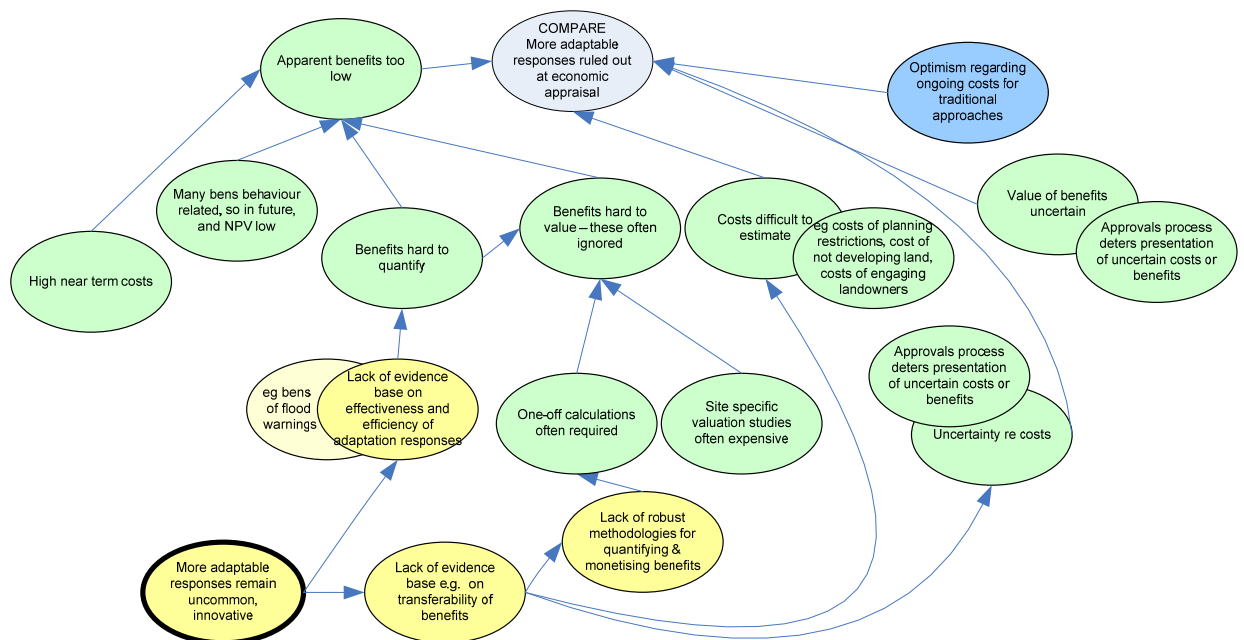 COMPARE
More adaptable
responses ruled out
at economic
appraisal
Apparent benefits too
low
Optimism regarding
ongoing costs for
traditional
approaches
Many bens behaviour
related, so in future,
and NPV low
High near term costs
Benefits hard to
quantify
Benefits hard to
value – these often
ignored
Costs difficult to
estimate
eg costs of planning
restrictions, cost of
not developing land,
costs of engaging
landowners
Value of benefits
uncertain
Approvals process
deters presentation
of uncertain costs or
benefits
eg bens
of flood
warnings
Lack of evidence
base on
effectiveness and
efficiency of
adaptation responses
One-off calculations
often required
Site specific
valuation studies
often expensive
Approvals process
deters presentation
of uncertain costs or
benefits
Uncertainty re costs
Lack of robust
methodologies for
quantifying &
monetising benefits
More adaptable
responses remain
uncommon,
innovative
Lack of evidence
base e.g. on
transferability of
benefits